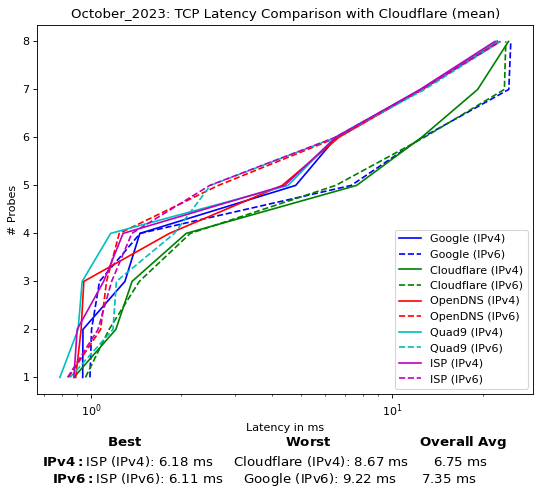 October_2023: TCP Latency Comparison with Cloudflare (mean)
8
7
6
5
4
3
2
1
# Probes
Google (IPv4)
Google (IPv6)
Cloudflare (IPv4)
Cloudflare (IPv6)
OpenDNS (IPv4)
OpenDNS (IPv6)
Quad9 (IPv4)
Quad9 (IPv6)
ISP (IPv4)
ISP (IPv6)
10⁰ 10¹
Latency in ms
Best Worst Overall Avg
IPv4: ISP (IPv4): 6.18 ms Cloudflare (IPv4): 8.67 ms 6.75 ms
IPv6: ISP (IPv6): 6.11 ms Google (IPv6): 9.22 ms 7.35 ms